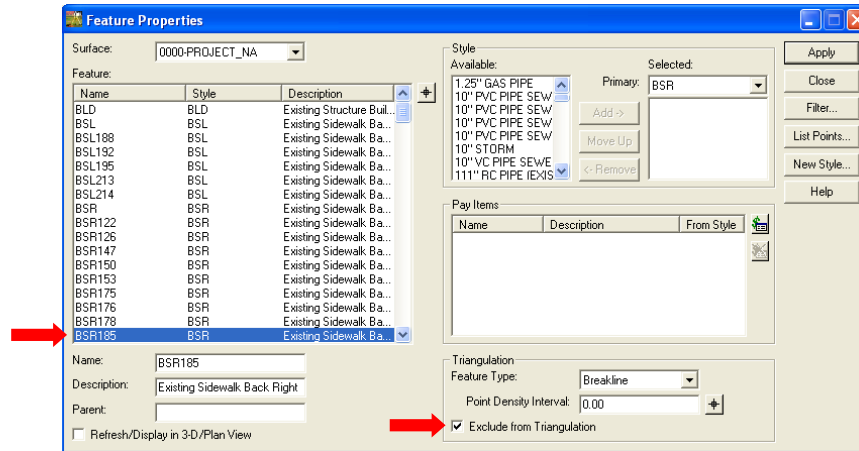 Feature Properties
Surface:
0000-PROJECT_NA
Feature:
Name Style Description
BLD BLD Existing Structure Buil...
BSL BSL Existing Sidewalk Ba...
BSL188 BSL Existing Sidewalk Ba...
BSL192 BSL Existing Sidewalk Ba...
BSL195 BSL Existing Sidewalk Ba...
BSL213 BSL Existing Sidewalk Ba...
BSL214 BSL Existing Sidewalk Ba...
BSR BSR Existing Sidewalk Ba...
BSR122 BSR Existing Sidewalk Ba...
BSR126 BSR Existing Sidewalk Ba...
BSR147 BSR Existing Sidewalk Ba...
BSR150 BSR Existing Sidewalk Ba...
BSR153 BSR Existing Sidewalk Ba...
BSR175 BSR Existing Sidewalk Ba...
BSR176 BSR Existing Sidewalk Ba...
BSR178 BSR Existing Sidewalk Ba...
BSR185 BSR Existing Sidewalk Ba...
Name: BSR185
Description: Existing Sidewalk Back Right
Parent:
Refresh/Display in 3-D/Plan View
Style
Available:
1.25" GAS PIPE
10" PVC PIPE SEW
10" PVC PIPE SEW
10" PVC PIPE SEW
10" PVC PIPE SEW
10" STORM
10" VC PIPE SEWE
111" RC PIPE (EXIS
Add ->
Move Up
<- Remove
Selected:
Primary: BSR
Pay Items
Name Description From Style
Triangulation
Feature Type: Breakline
Point Density Interval: 0.00
Exclude from Triangulation
Apply
Close
Filter...
List Points...
New Style...
Help